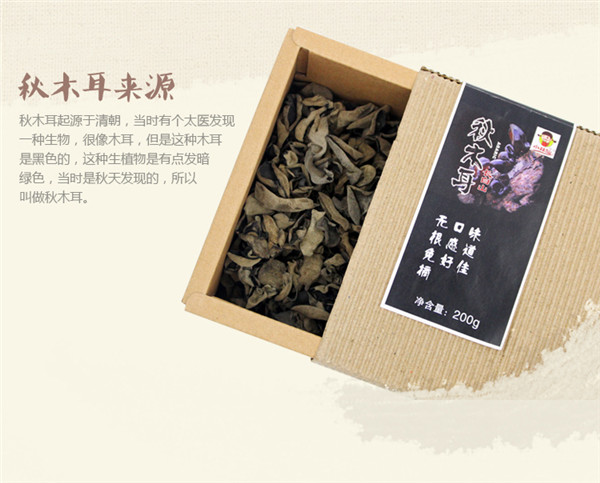 秋木耳来源
秋木耳起源于清朝，当时有个太医发现
一种生物，很像木耳，但是这种木耳
是黑色的，这种生植物是有点发暗
绿色，当时是秋天发现的，所以
叫做秋木耳。
秋木耳
味道佳
口感好
无根免摘
净含量：200g